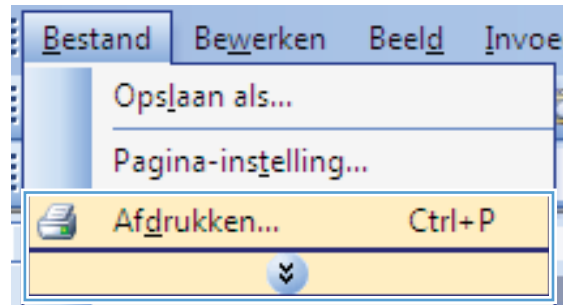 Bestand Bewerken Beeld Invoe
Opslaan als...
Pagina-instelling...
Afdrukken... Ctrl+P